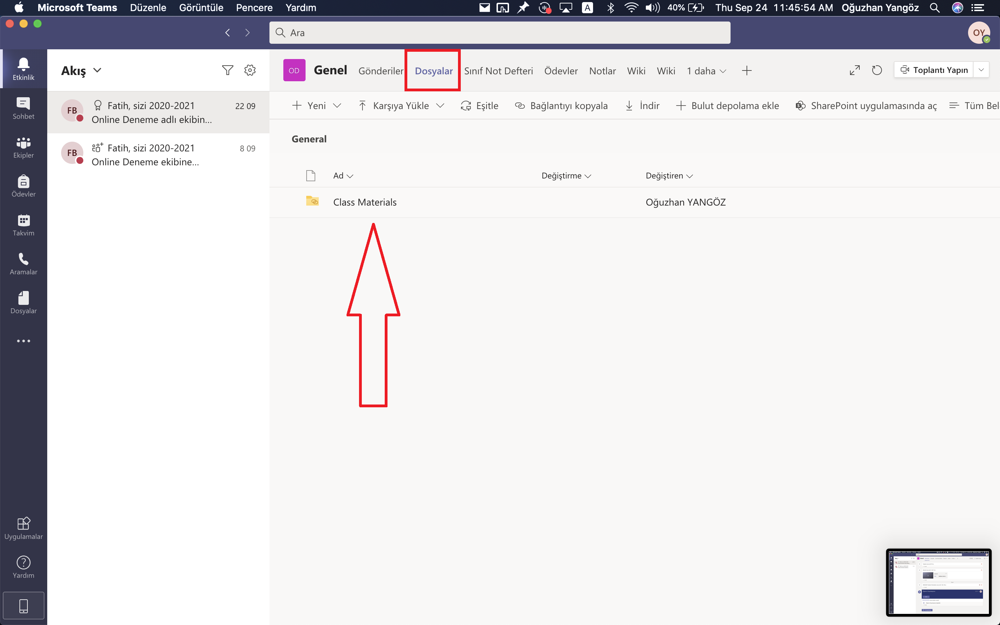 Microsoft Teams Düzenle Görüntüle Pencere Yardım A 40% Thu Sep 24 11:45:54 AM Oğuzhan Yangöz
Ara
OY
Etkinlik
Sohbet
Ekipler
Ödevler
Takvim
Aramalar
Dosyalar
Uygulamalar
Yardım
Akış
FB Fatih, sizi 2020-2021 22 09
Online Deneme adlı ekibin...
FB Fatih, sizi 2020-2021 8 09
Online Deneme ekibine...
OD Genel Gönderiler Dosyalar Sınıf Not Defteri Ödevler Notlar Wiki Wiki 1 daha Toplantı Yapın
Yeni Karşıya Yükle Eşitle Bağlantıyı kopyala İndir Bulut depolama ekle SharePoint uygulamasında aç Tüm Bel
General
Ad Değiştirme Değiştiren
Class Materials Oğuzhan YANGÖZ